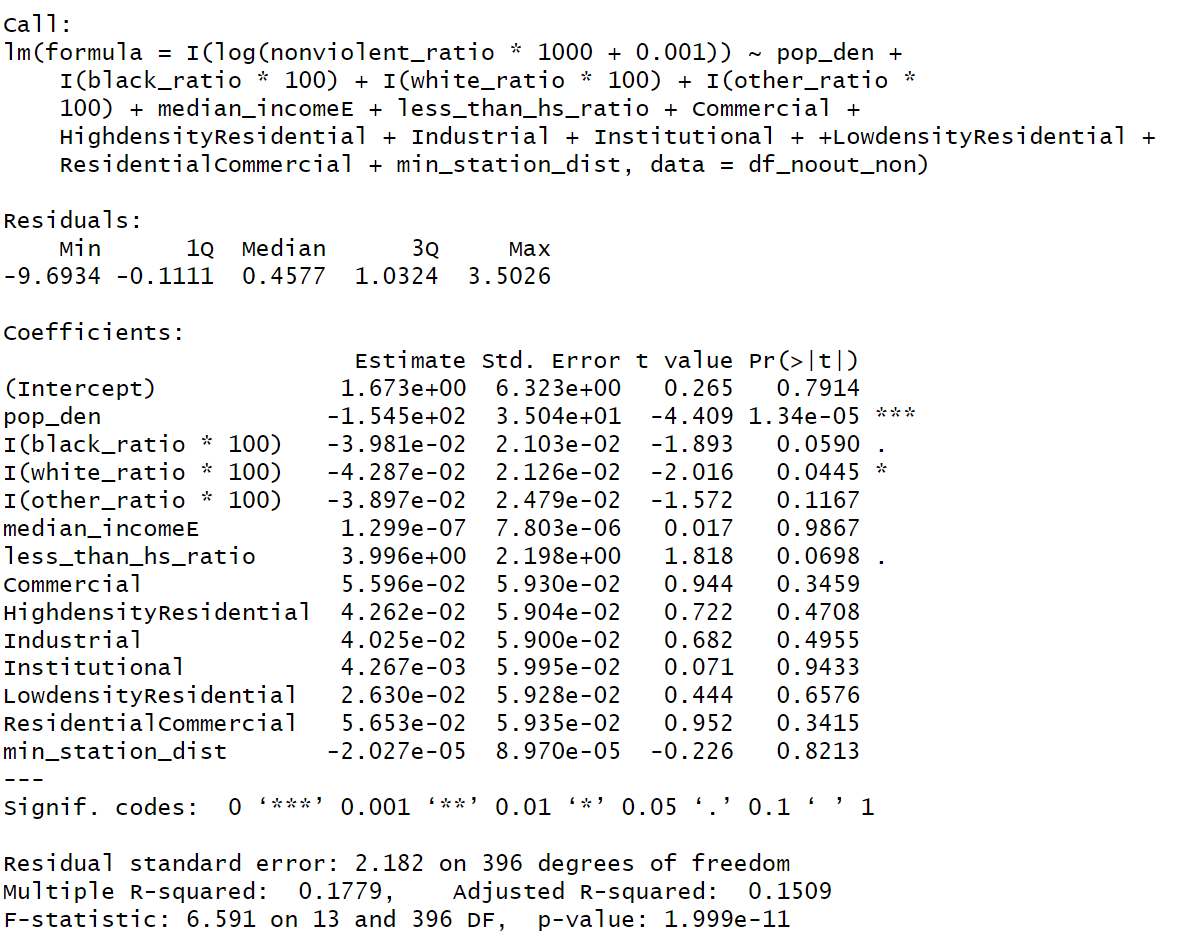 Call:
lm(formula = I(log(nonviolent_ratio * 1000 + 0.001)) ~ pop_den +
    I(black_ratio * 100) + I(white_ratio * 100) + I(other_ratio *
    100) + median_incomeE + less_than_hs_ratio + Commercial +
    HighdensityResidential + Industrial + Institutional + +LowdensityResidential +
    ResidentialCommercial + min_station_dist, data = df_noout_non)

Residuals:
    Min      1Q  Median      3Q     Max
-9.6934 -0.1111  0.4577  1.0324  3.5026

Coefficients:
                         Estimate Std. Error t value Pr(>|t|)
(Intercept)             1.673e+00  6.323e+00   0.265   0.7914
pop_den                -1.545e+02  3.504e+01  -4.409 1.34e-05 ***
I(black_ratio * 100)   -3.981e-02  2.103e-02  -1.893   0.0590 .
I(white_ratio * 100)   -4.287e-02  2.126e-02  -2.016   0.0445 *
I(other_ratio * 100)   -3.897e-02  2.479e-02  -1.572   0.1167
median_incomeE          1.299e-07  7.803e-06   0.017   0.9867
less_than_hs_ratio      3.996e+00  2.198e+00   1.818   0.0698 .
Commercial              5.596e-02  5.930e-02   0.944   0.3459
HighdensityResidential  4.262e-02  5.904e-02   0.722   0.4708
Industrial              4.025e-02  5.900e-02   0.682   0.4955
Institutional           4.267e-03  5.995e-02   0.071   0.9433
LowdensityResidential   2.630e-02  5.928e-02   0.444   0.6576
ResidentialCommercial   5.653e-02  5.935e-02   0.952   0.3415
min_station_dist       -2.027e-05  8.970e-05  -0.226   0.8213
---
Signif. codes:  0 ‘***’ 0.001 ‘**’ 0.01 ‘*’ 0.05 ‘.’ 0.1 ‘ ’ 1

Residual standard error: 2.182 on 396 degrees of freedom
Multiple R-squared:  0.1779,    Adjusted R-squared:  0.1509
F-statistic: 6.591 on 13 and 396 DF,  p-value: 1.999e-11